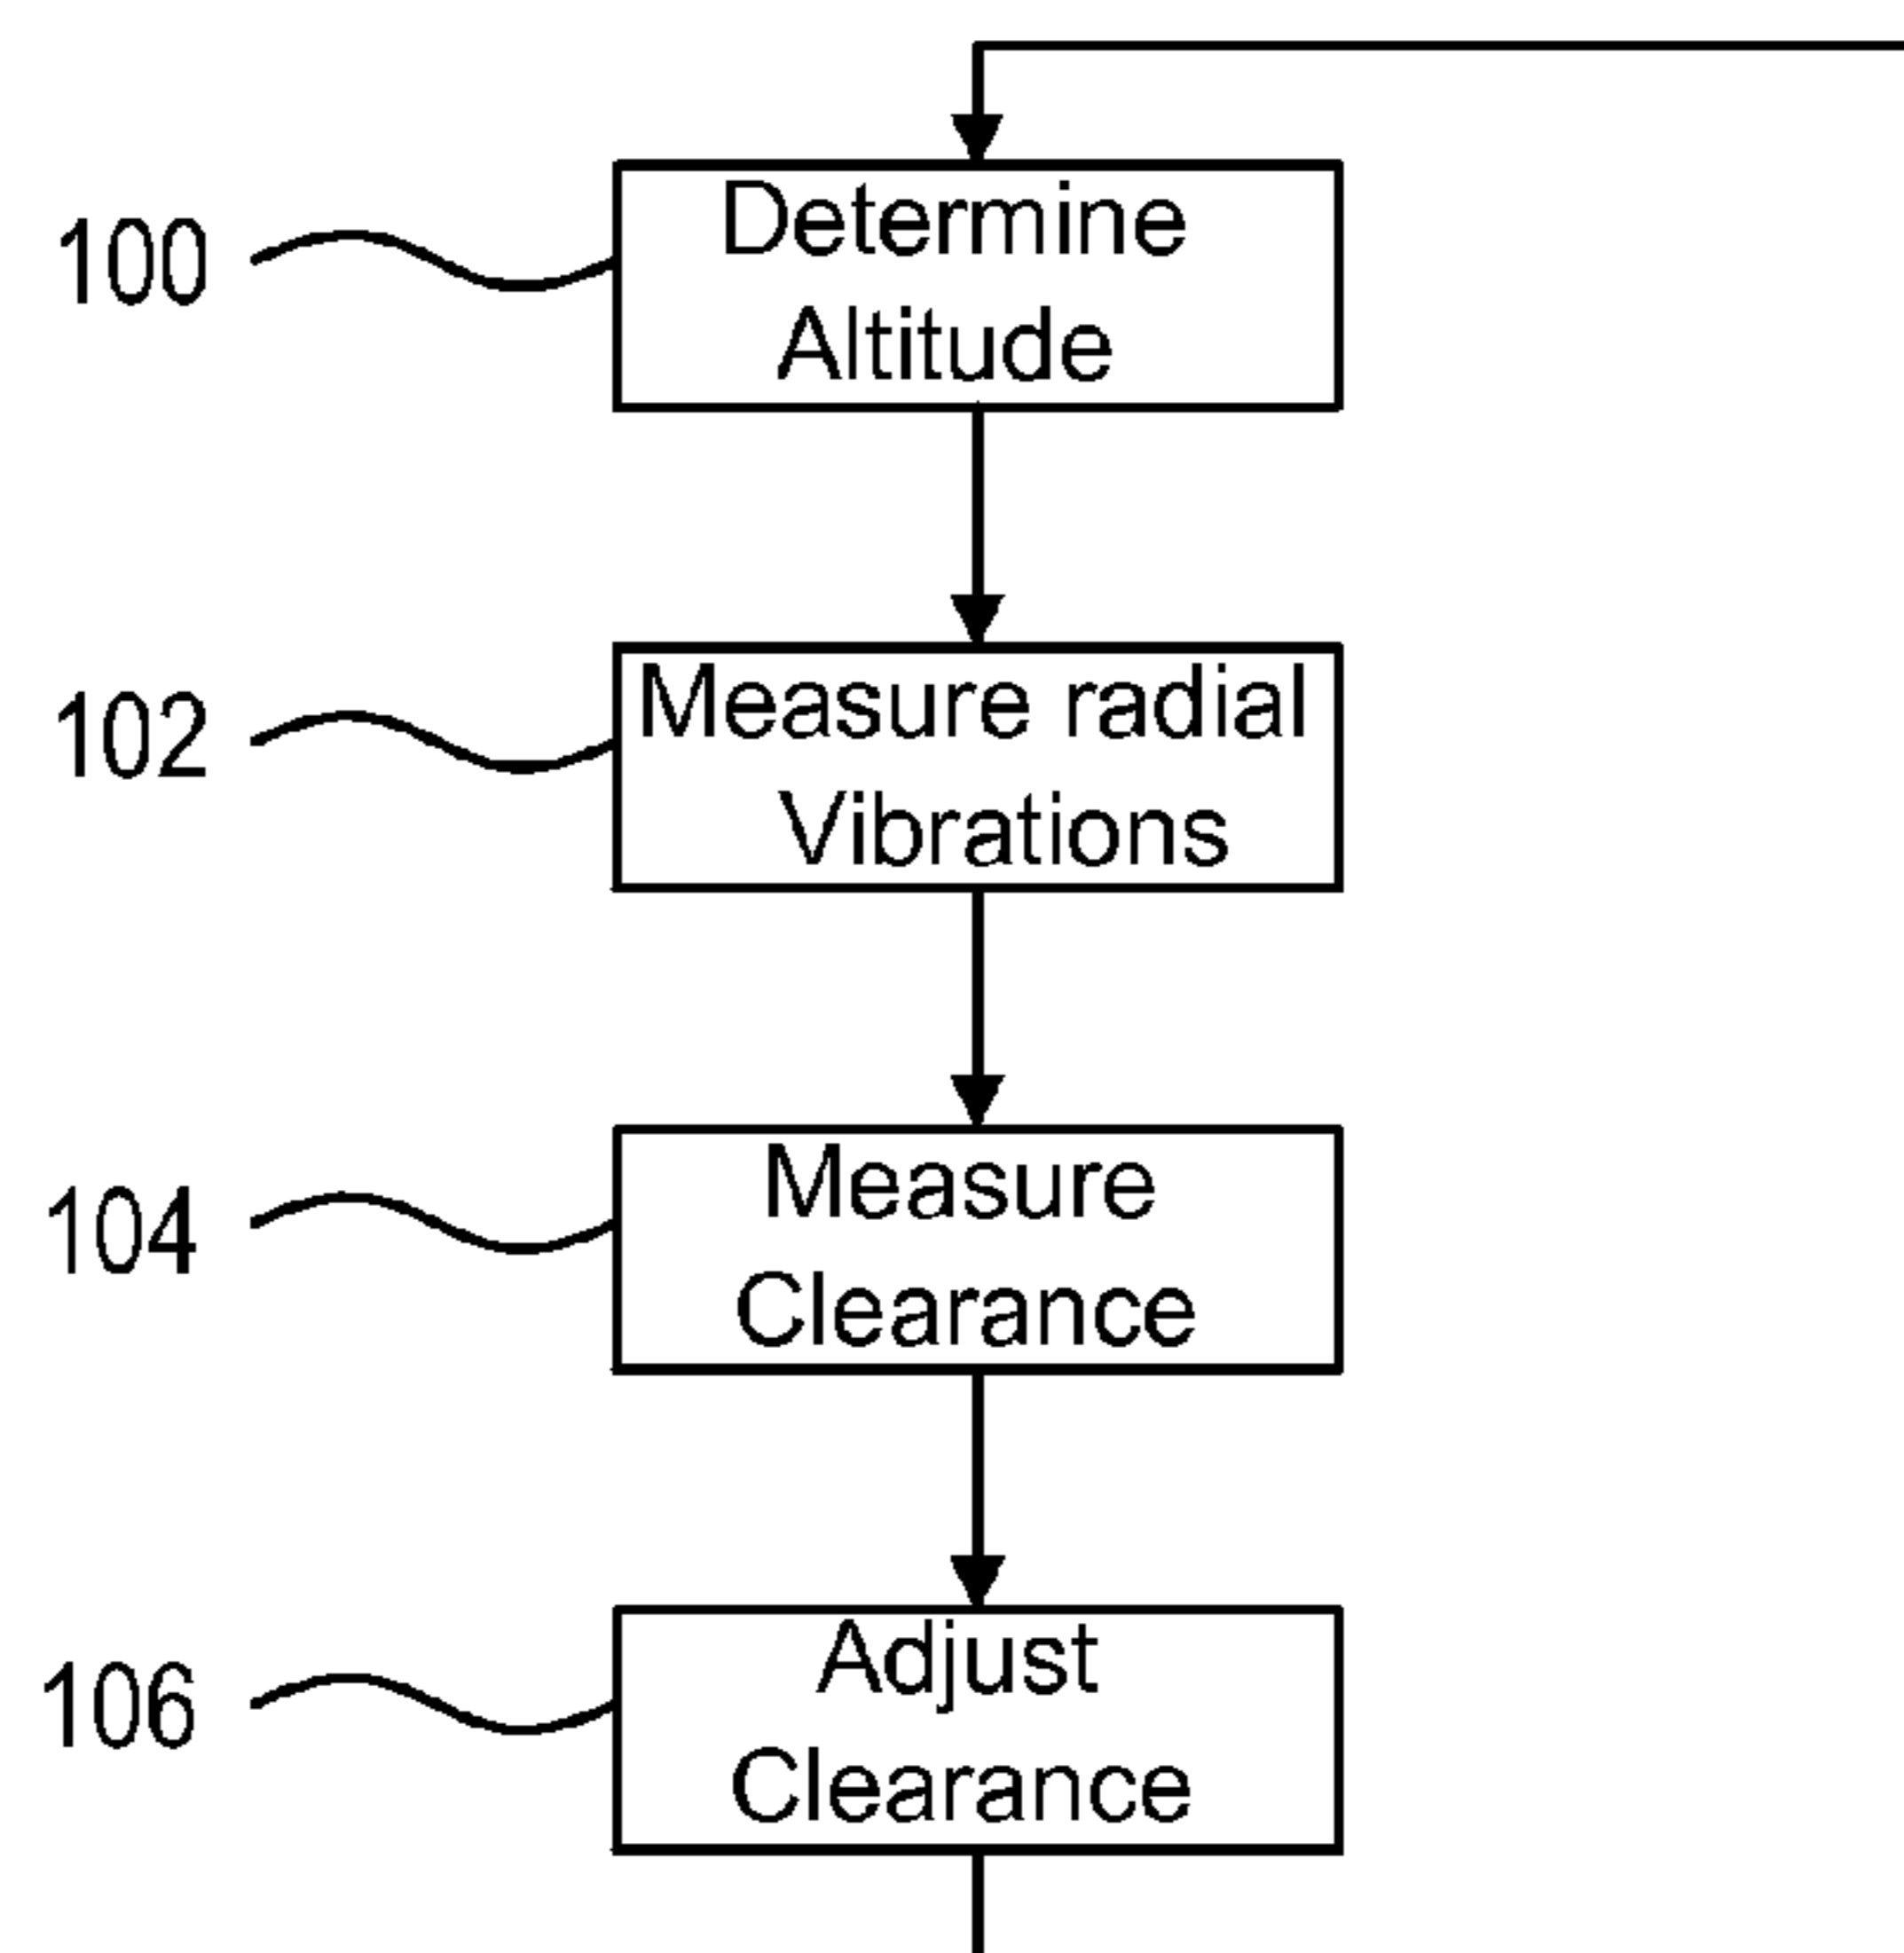 100
Determine
Altitude
102
Measure radial
Vibrations
104
Measure
Clearance
106
Adjust
Clearance